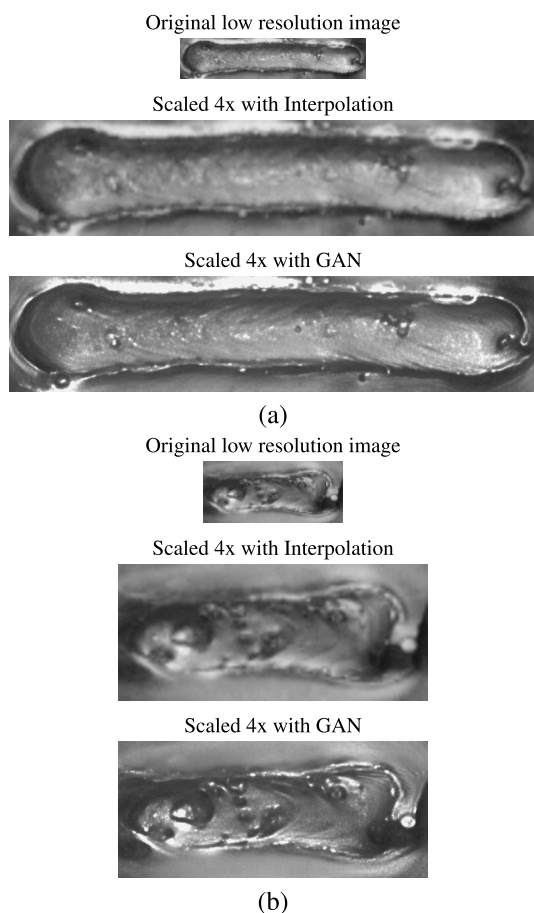 Original low resolution image
Scaled 4x with Interpolation
Scaled 4x with GAN
(a)
Original low resolution image
Scaled 4x with Interpolation
Scaled 4x with GAN
(b)